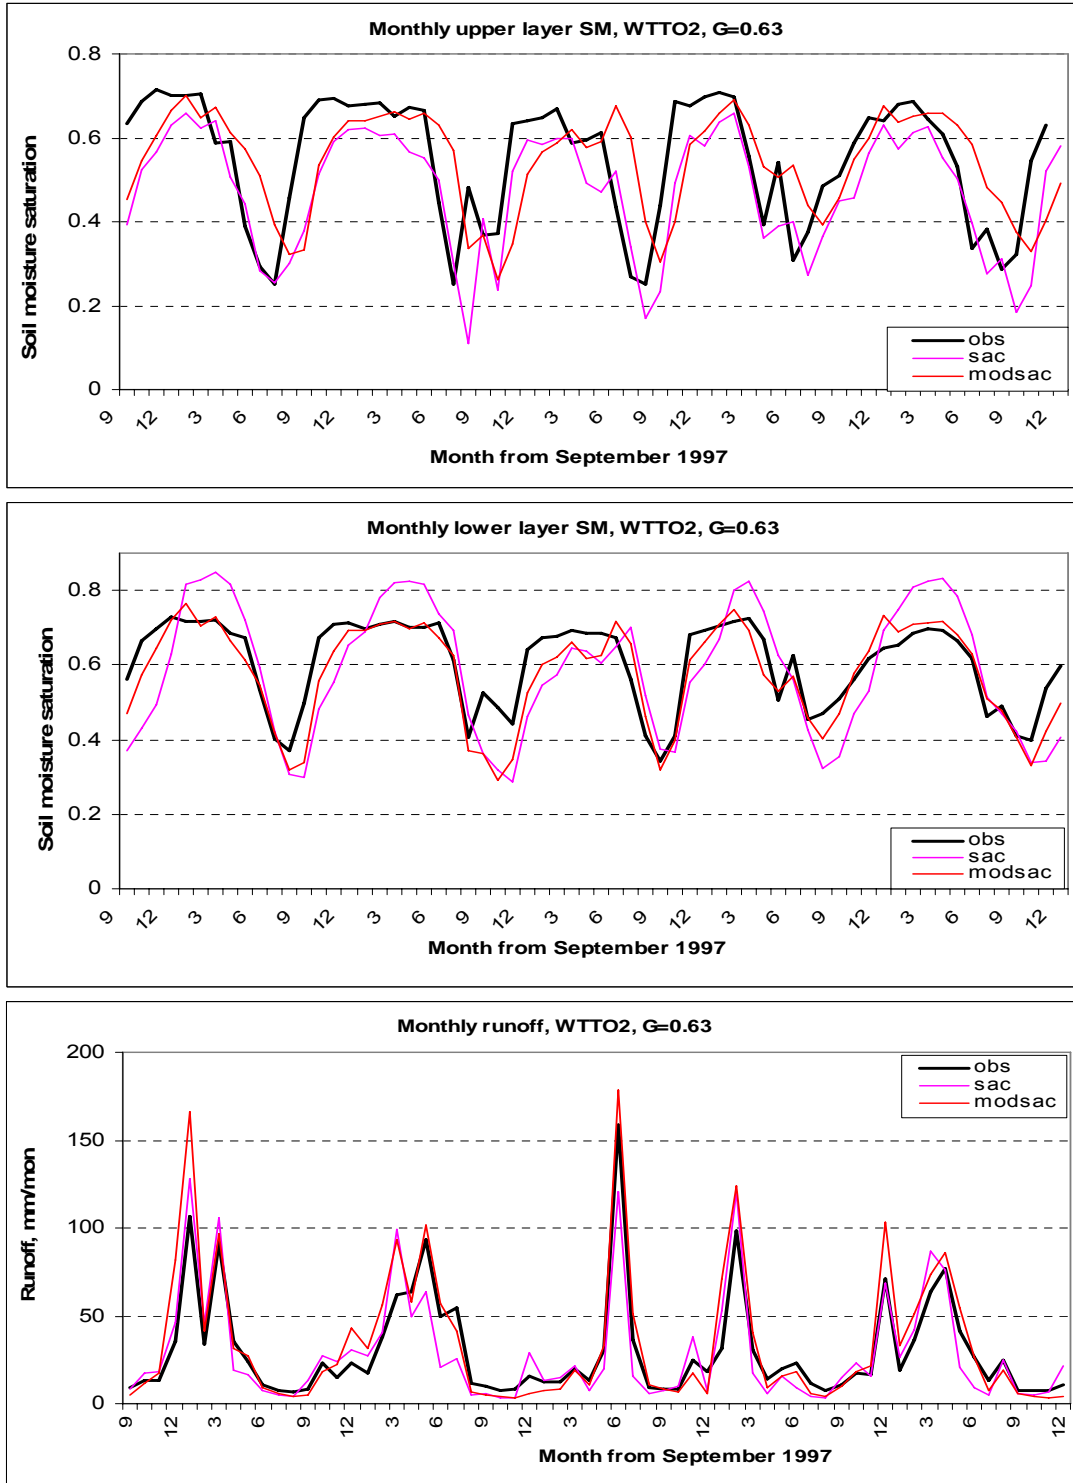 Monthly upper layer SM, WTTO2, G=0.63
Soil moisture saturation
0.8
0.6
0.4
0.2
0
obs
sac
modsac
9 12 3 6 9 12 3 6 9 12 3 6 9 12 3 6 9 12 3 6 9 12
Month from September 1997
Monthly lower layer SM, WTTO2, G=0.63
Soil moisture saturation
0.8
0.6
0.4
0.2
0
obs
sac
modsac
9 12 3 6 9 12 3 6 9 12 3 6 9 12 3 6 9 12 3 6 9 12
Month from September 1997
Monthly runoff, WTTO2, G=0.63
Runoff, mm/mon
200
150
100
50
0
obs
sac
modsac
9 12 3 6 9 12 3 6 9 12 3 6 9 12 3 6 9 12 3 6 9 12
Month from September 1997